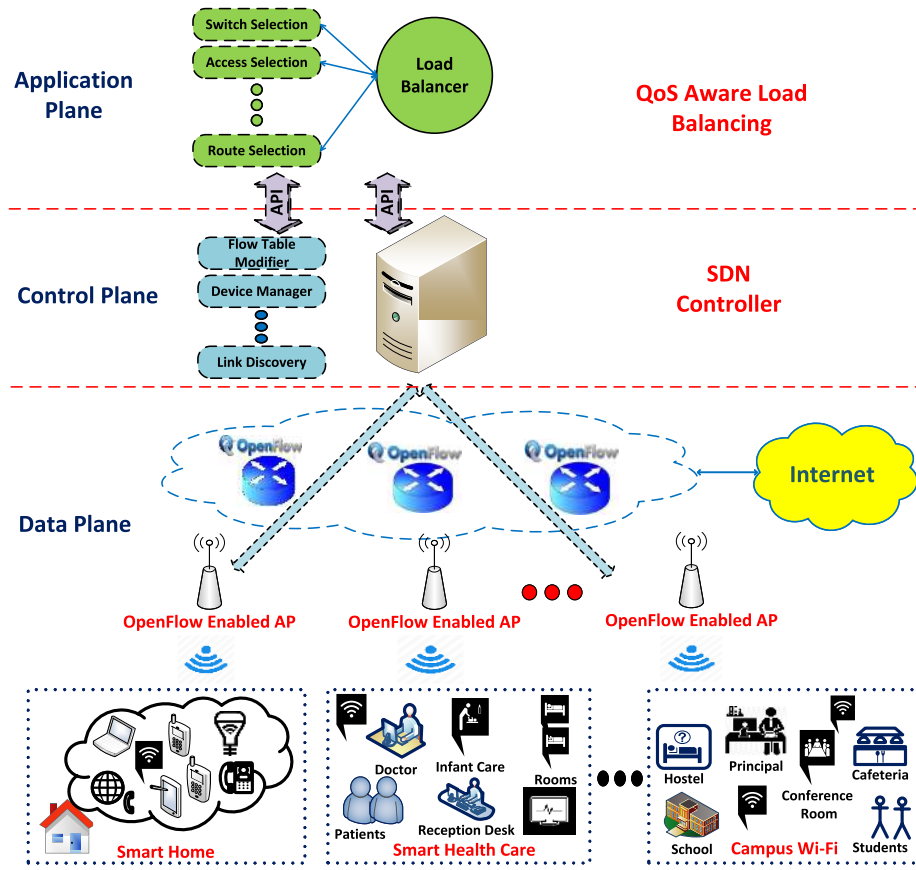 Switch Selection
Access Selection
Route Selection
Load
Balancer
Application
Plane
QoS Aware Load
Balancing
API
API
Flow Table
Modifier
Device Manager
Link Discovery
Control Plane
SDN
Controller
OpenFlow
OpenFlow
OpenFlow
Internet
Data Plane
OpenFlow Enabled AP
OpenFlow Enabled AP
OpenFlow Enabled AP
Doctor
Infant Care
Rooms
Patients
Reception Desk
Smart Home
Smart Health Care
?
Hostel
Principal
Cafeteria
Conference
Room
School
Campus Wi-Fi
Students